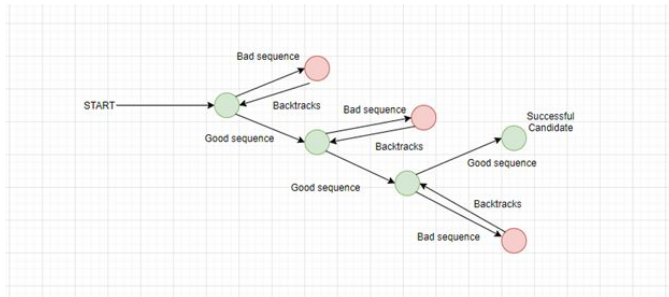 Bad sequence
START
Backtracks
Good sequence
Bad sequence
Backtracks
Successful
Candidate
Good sequence
Good sequence
Backtracks
Bad sequence